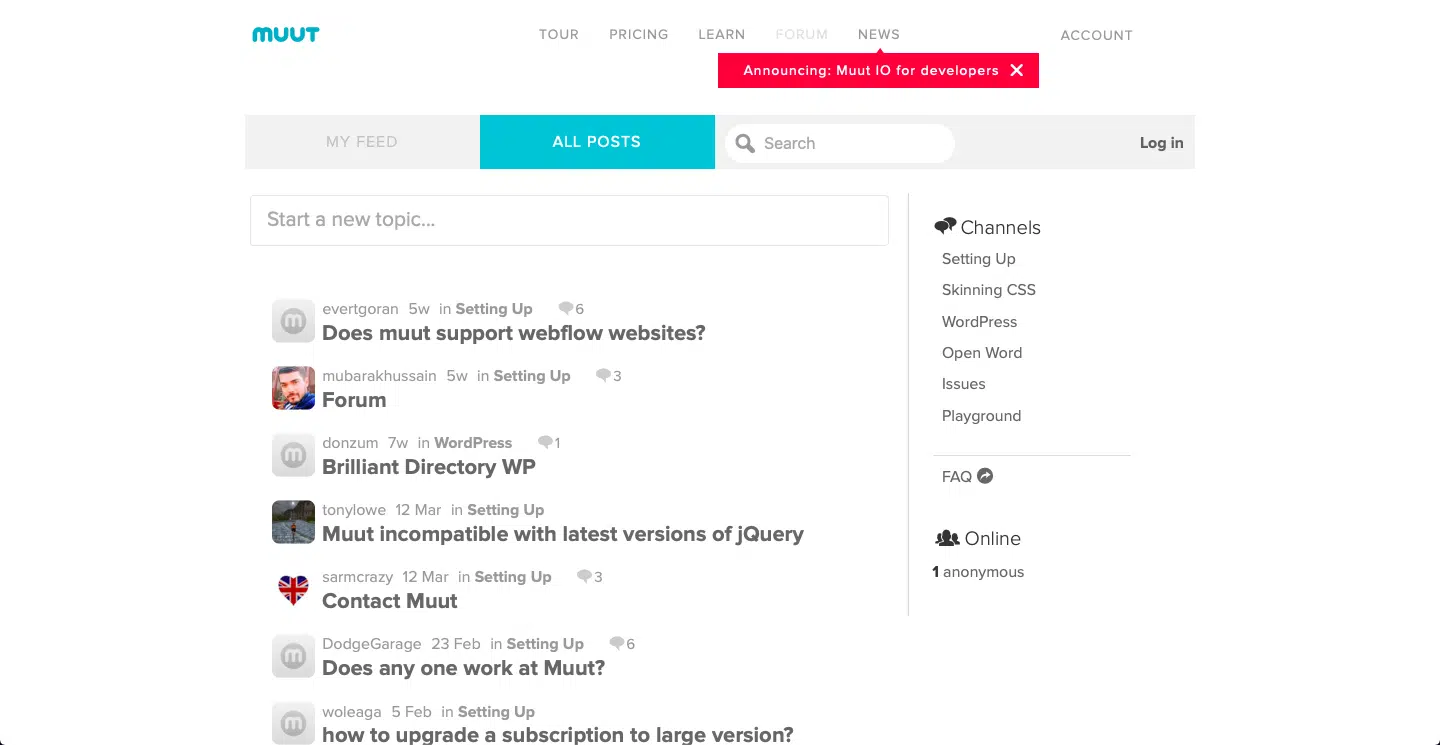 muut
TOUR PRICING LEARN FORUM NEWS ACCOUNT
Announcing: Muut IO for developers
MY FEED ALL POSTS Search Log in
Start a new topic...
evertgoran 5w in Setting Up 6
Does muut support webflow websites?
mubarakhussain 5w in Setting Up 3
Forum
donzum 7w in WordPress 1
Brilliant Directory WP
tonylowe 12 Mar in Setting Up
Muut incompatible with latest versions of jQuery
sarmcrazy 12 Mar in Setting Up 3
Contact Muut
DodgeGarage 23 Feb in Setting Up 6
Does any one work at Muut?
woleaga 5 Feb in Setting Up
how to upgrade a subscription to large version?
Channels
Setting Up
Skinning CSS
WordPress
Open Word
Issues
Playground
FAQ
Online
1 anonymous